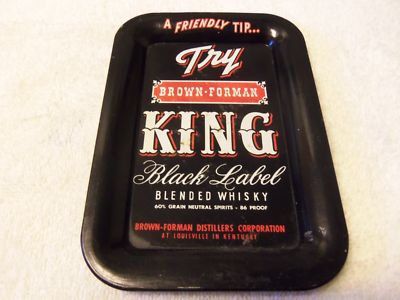 A FRIENDLY TIP...
Try
BROWN-FORMAN
KING
Black Label
BLENDED WHISKY
60% GRAIN NEUTRAL SPIRITS - 86 PROOF
BROWN-FORMAN DISTILLERS CORPORATION
AT LOUISVILLE IN KENTUCKY